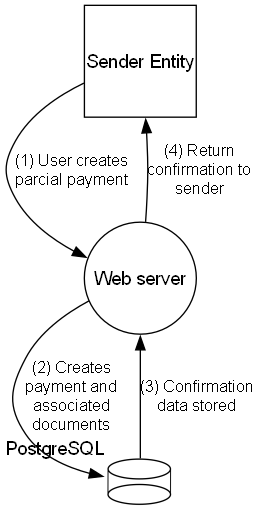 Sender Entity
(1) User creates
parcial payment
(4) Return
confirmation to
sender
Web server
(2) Creates
payment and
associated
documents
(3) Confirmation
data stored
PostgreSQL